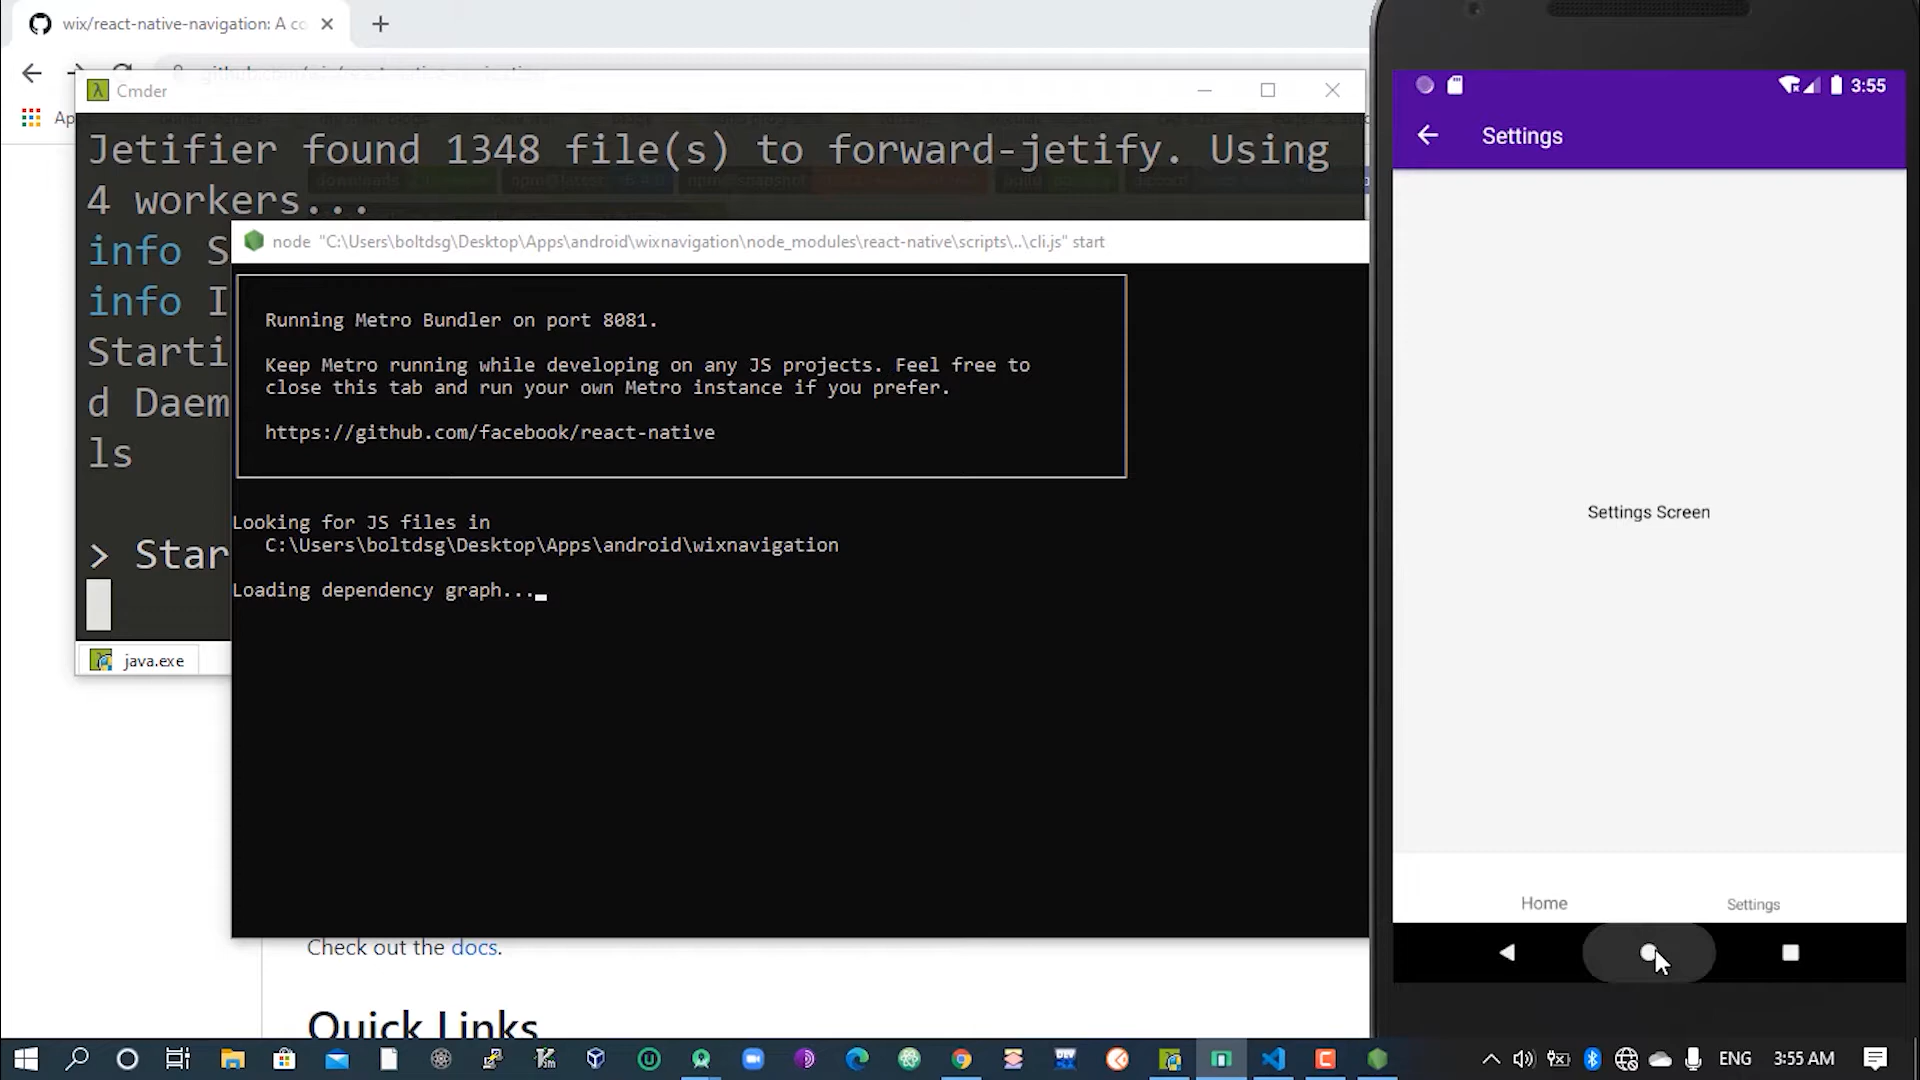 wix/react-native-navigation: A co
Cmder
Jetifier found 1348 file(s) to forward-jetify. Using
4 workers...
info S
info I
Starti
d Daem
ls
> Star
java.exe
node "C:\Users\boltdsg\Desktop\Apps\android\wixnavigation\node_modules\react-native\scripts\..\cli.js" start
Running Metro Bundler on port 8081.
Keep Metro running while developing on any JS projects. Feel free to
close this tab and run your own Metro instance if you prefer.
https://github.com/facebook/react-native
Looking for JS files in
C:\Users\boltdsg\Desktop\Apps\android\wixnavigation
Loading dependency graph...
Check out the docs.
Quick Links
3:55
Settings
Settings Screen
Home Settings
ENG 3:55 AM